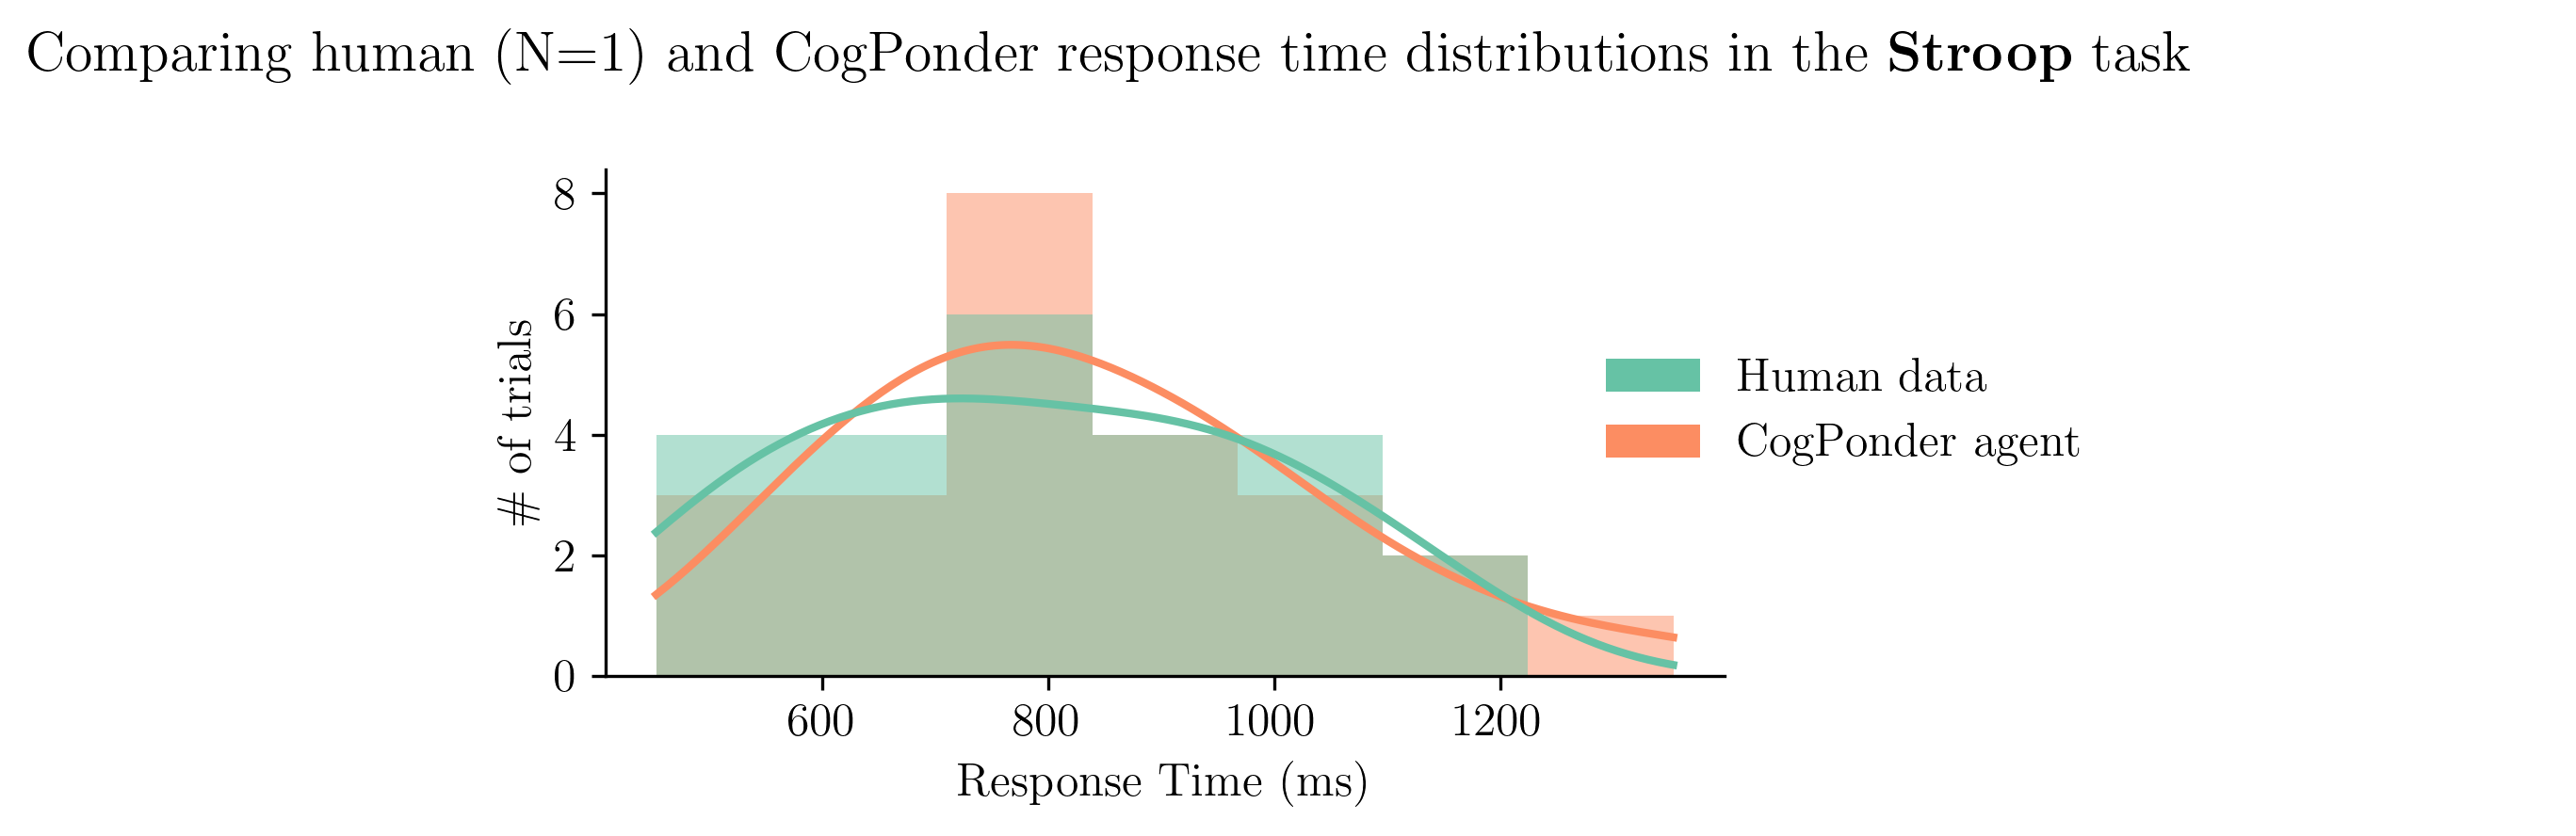 Comparing human (N=1) and CogPonder response time distributions in the Stroop task
8
6
4
2
0
# of trials
600 800 1000 1200
Response Time (ms)
Human data
CogPonder agent